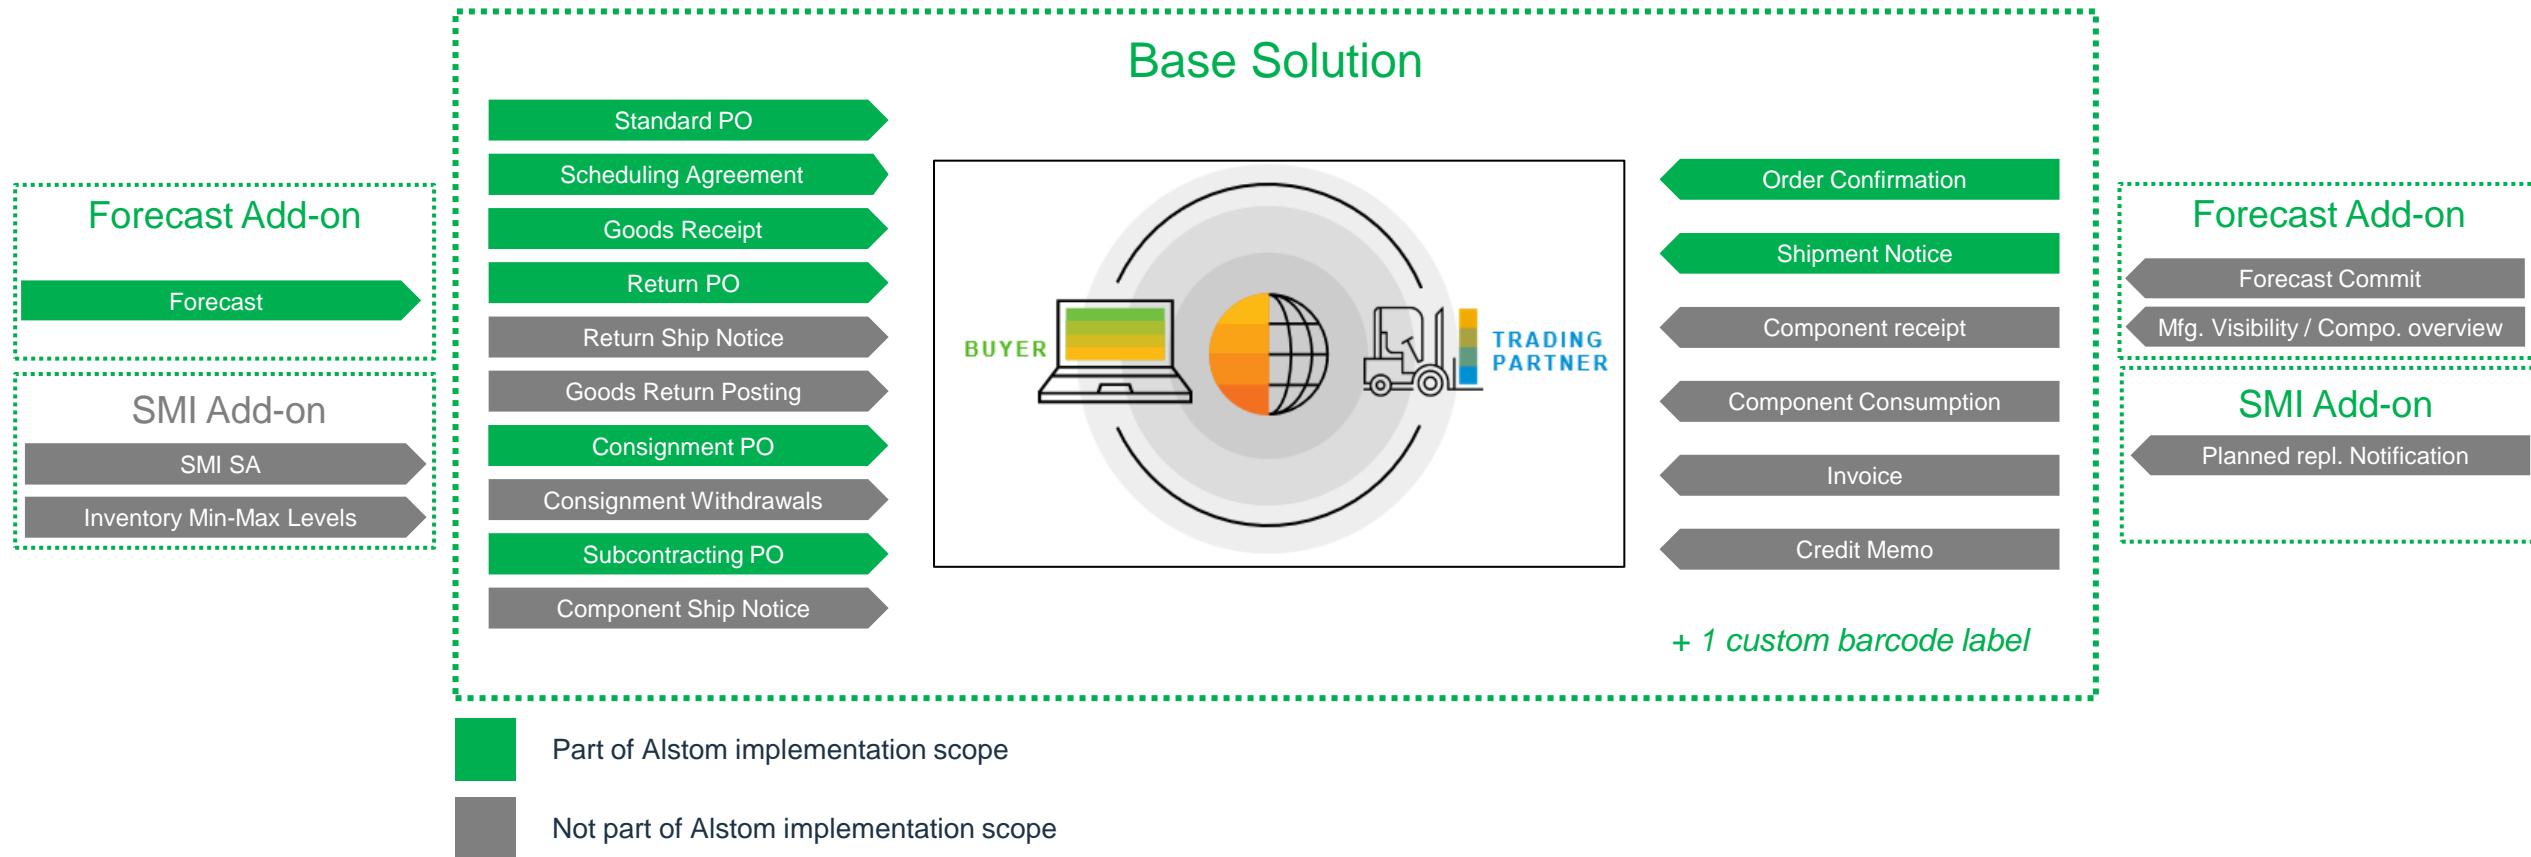 Base Solution
Forecast Add-on
Forecast
SMI Add-on
SMI SA
Inventory Min-Max Levels
Standard PO
Scheduling Agreement
Goods Receipt
Return PO
Return Ship Notice
Goods Return Posting
Consignment PO
Consignment Withdrawals
Subcontracting PO
Component Ship Notice
BUYER
TRADING
PARTNER
Order Confirmation
Shipment Notice
Component receipt
Component Consumption
Invoice
Credit Memo
+ 1 custom barcode label
Forecast Add-on
Forecast Commit
Mfg. Visibility / Compo. overview
SMI Add-on
Planned repl. Notification
Part of Alstom implementation scope
Not part of Alstom implementation scope